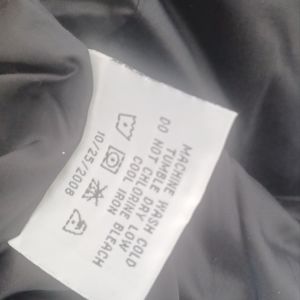 MACHINE WASH COLD
TUMBLE DRY LOW
DO NOT CHLORINE BLEACH
COOL IRON
10/25/2008